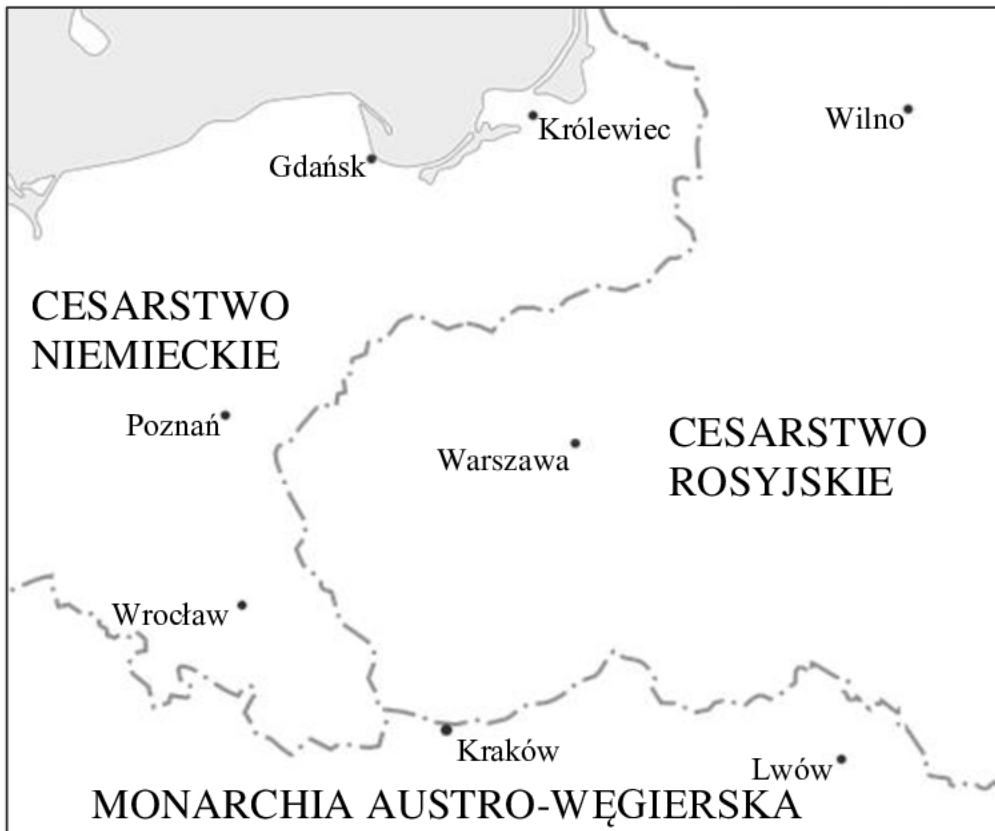 Królewiec
Wilno
Gdańsk
CESARSTWO
NIEMIECKIE
Poznań
Warszawa
CESARSTWO
ROSYJSKIE
Wrocław
Kraków
Lwów
MONARCHIA AUSTRO-WĘGIERSKA